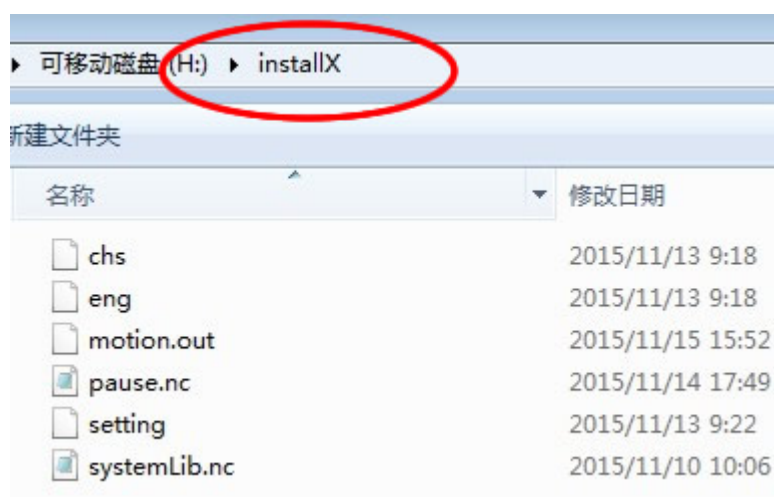 可移动磁盘 (H:) installX
新建文件夹
名称 修改日期
chs 2015/11/13 9:18
eng 2015/11/13 9:18
motion.out 2015/11/15 15:52
pause.nc 2015/11/14 17:49
setting 2015/11/13 9:22
systemLib.nc 2015/11/10 10:06